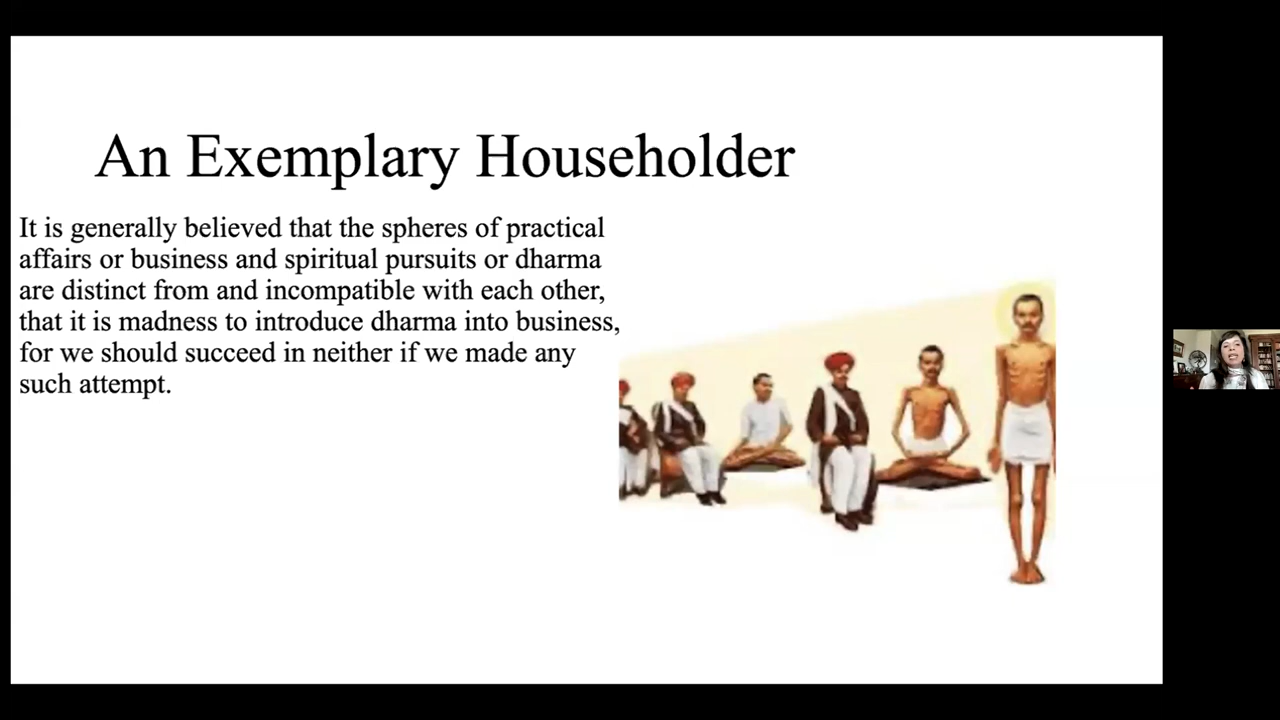 An Exemplary Householder
It is generally believed that the spheres of practical
affairs or business and spiritual pursuits or dharma
are distinct from and incompatible with each other,
that it is madness to introduce dharma into business,
for we should succeed in neither if we made any
such attempt.